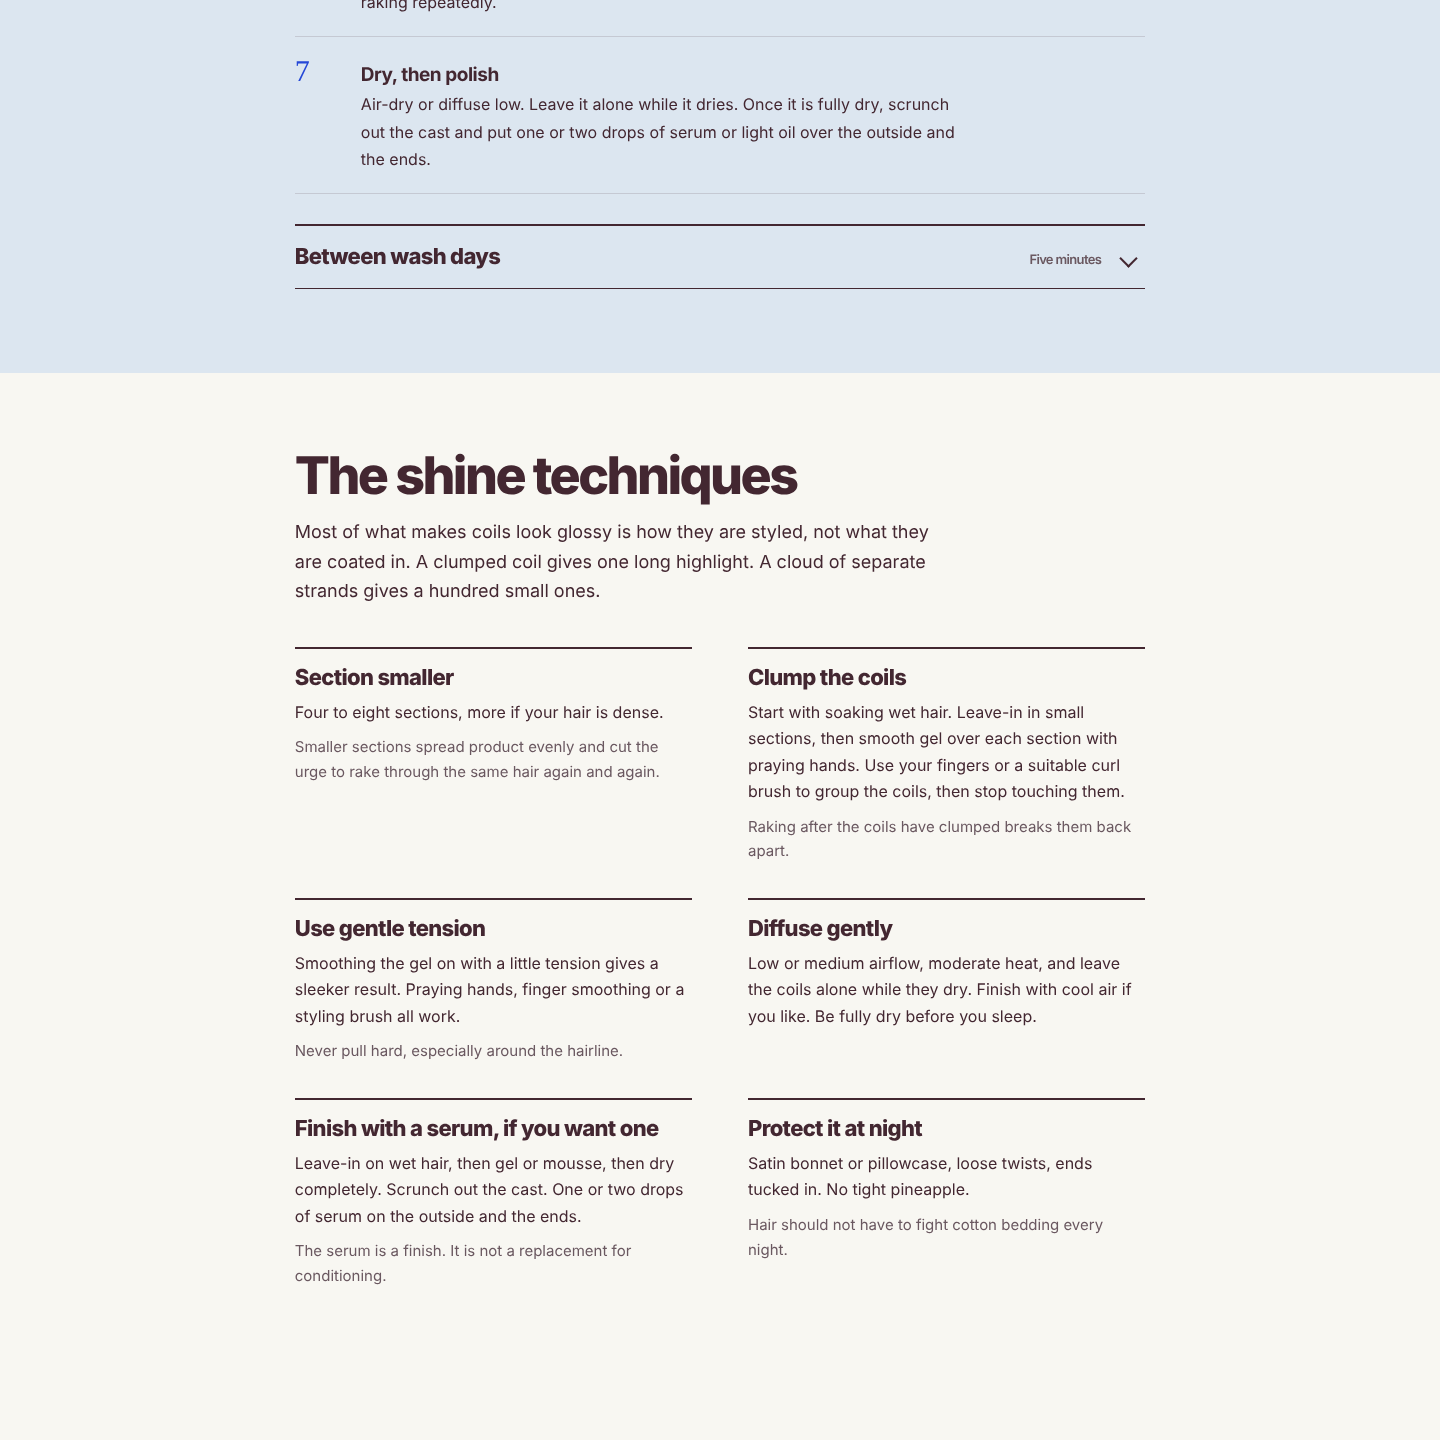 raking repeatedly.
7
Dry, then polish
Air-dry or diffuse low. Leave it alone while it dries. Once it is fully dry, scrunch
out the cast and put one or two drops of serum or light oil over the outside and
the ends.
Between wash days
Five minutes
The shine techniques
Most of what makes coils look glossy is how they are styled, not what they
are coated in. A clumped coil gives one long highlight. A cloud of separate
strands gives a hundred small ones.
Section smaller
Four to eight sections, more if your hair is dense.
Smaller sections spread product evenly and cut the
urge to rake through the same hair again and again.
Clump the coils
Start with soaking wet hair. Leave-in in small
sections, then smooth gel over each section with
praying hands. Use your fingers or a suitable curl
brush to group the coils, then stop touching them.
Raking after the coils have clumped breaks them back
apart.
Use gentle tension
Smoothing the gel on with a little tension gives a
sleeker result. Praying hands, finger smoothing or a
styling brush all work.
Never pull hard, especially around the hairline.
Diffuse gently
Low or medium airflow, moderate heat, and leave
the coils alone while they dry. Finish with cool air if
you like. Be fully dry before you sleep.
Finish with a serum, if you want one
Leave-in on wet hair, then gel or mousse, then dry
completely. Scrunch out the cast. One or two drops
of serum on the outside and the ends.
The serum is a finish. It is not a replacement for
conditioning.
Protect it at night
Satin bonnet or pillowcase, loose twists, ends
tucked in. No tight pineapple.
Hair should not have to fight cotton bedding every
night.